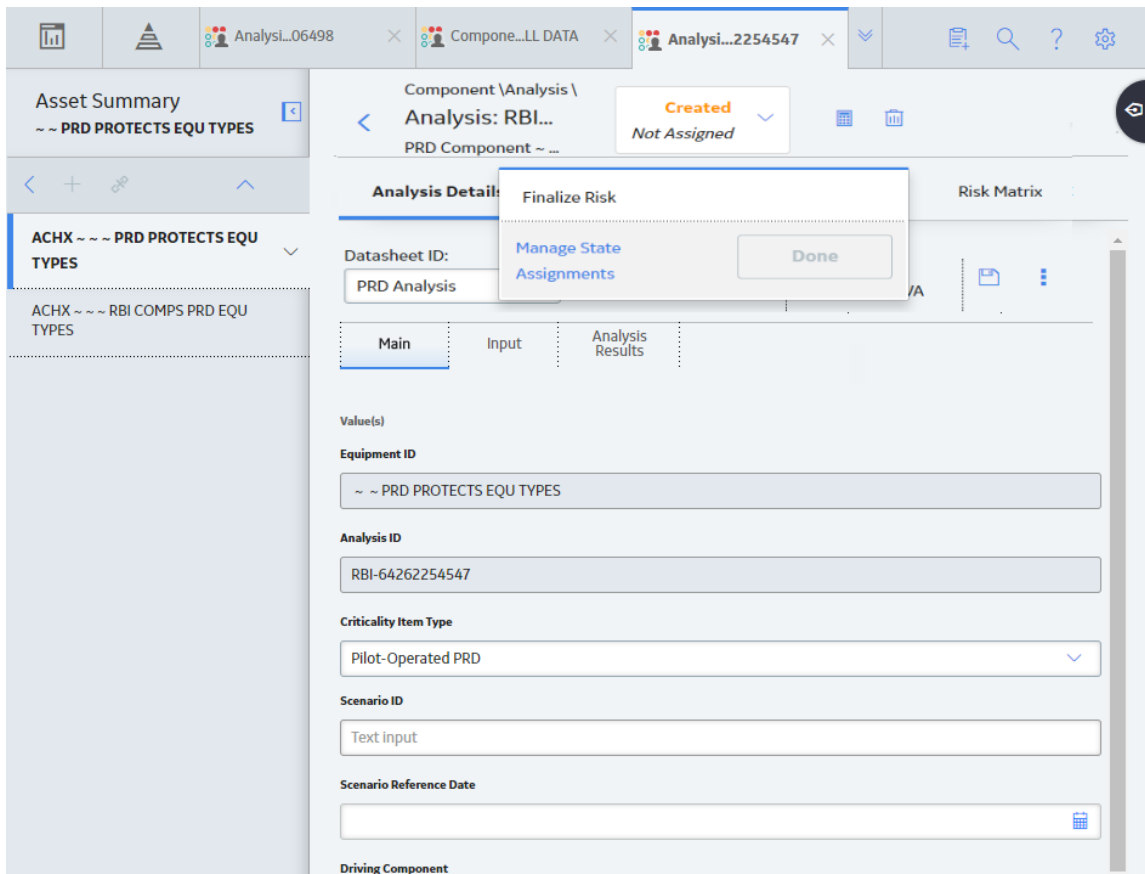 Analysi...06498
Compone...LL DATA
Analysi...2254547
?
Asset Summary
~ ~ PRD PROTECTS EQU TYPES
Component \Analysis \
Analysis: RBI...
PRD Component ~ ...
Created
Not Assigned
ACHX ~ ~ ~ PRD PROTECTS EQU
TYPES
ACHX ~ ~ ~ RBI COMPS PRD EQU
TYPES
Analysis Details
Risk Matrix
Finalize Risk
Manage State
Assignments
Done
Datasheet ID:
PRD Analysis
Main
Input
Analysis
Results
Value(s)
Equipment ID
~ ~ PRD PROTECTS EQU TYPES
Analysis ID
RBI-64262254547
Criticality Item Type
Pilot-Operated PRD
Scenario ID
Text input
Scenario Reference Date
Driving Component